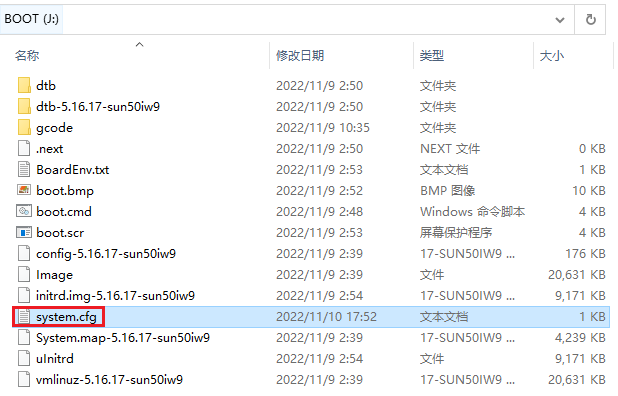 BOOT (J:)
名称 修改日期 类型 大小
dtb 2022/11/9 2:50 文件夹
dtb-5.16.17-sun50iw9 2022/11/9 2:50 文件夹
gcode 2022/11/9 10:35 文件夹
.next 2022/11/9 2:50 NEXT 文件 0 KB
BoardEnv.txt 2022/11/9 2:53 文本文档 1 KB
boot.bmp 2022/11/9 2:52 BMP 图像 10 KB
boot.cmd 2022/11/9 2:48 Windows 命令脚本 4 KB
boot.scr 2022/11/9 2:53 屏幕保护程序 4 KB
config-5.16.17-sun50iw9 2022/11/9 2:39 17-SUN50IW9 ... 176 KB
Image 2022/11/9 2:39 文件 20,631 KB
initrd.img-5.16.17-sun50iw9 2022/11/9 2:54 17-SUN50IW9 ... 9,171 KB
system.cfg 2022/11/10 17:52 文本文档 1 KB
System.map-5.16.17-sun50iw9 2022/11/9 2:39 17-SUN50IW9 ... 4,239 KB
uInitrd 2022/11/9 2:54 文件 9,171 KB
vmlinuz-5.16.17-sun50iw9 2022/11/9 2:39 17-SUN50IW9 ... 20,631 KB